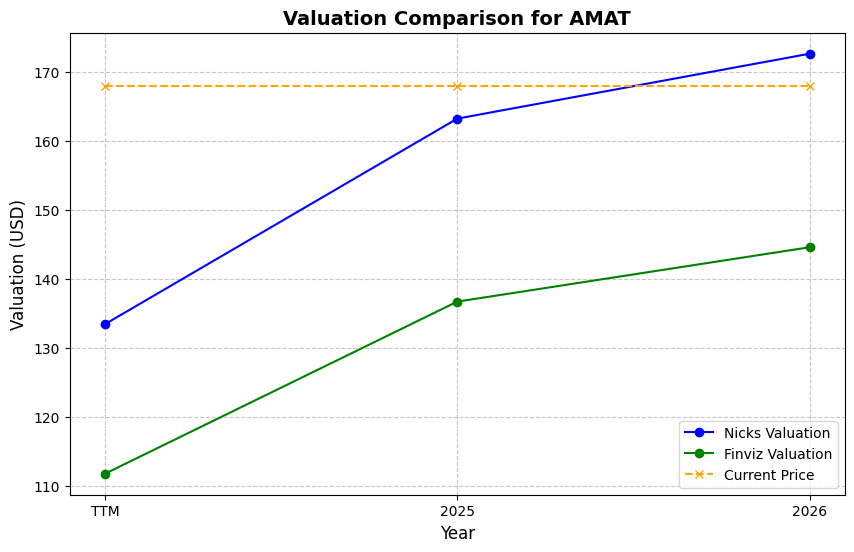 Valuation Comparison for AMAT
Valuation (USD)
170
160
150
140
130
120
110
TTM
2025
2026
Year
Nicks Valuation
Finviz Valuation
Current Price